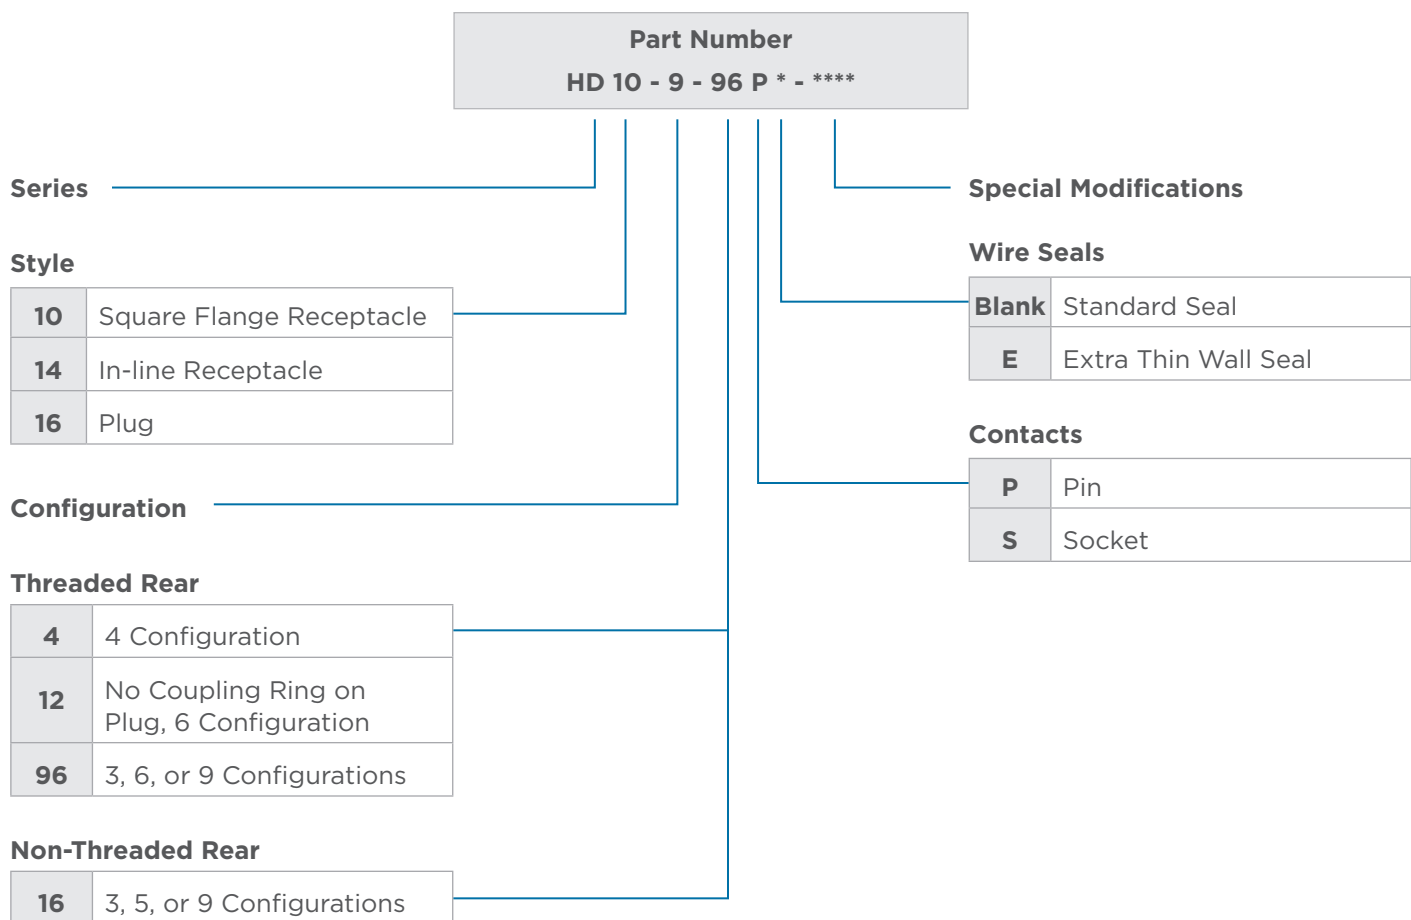 Part Number
HD 10 - 9 - 96 P * - ****
Series
Special Modifications
Style
10 Square Flange Receptacle
14 In-line Receptacle
16 Plug
Wire Seals
Blank Standard Seal
E Extra Thin Wall Seal
Contacts
P Pin
S Socket
Configuration
Threaded Rear
4 4 Configuration
12 No Coupling Ring on
Plug, 6 Configuration
96 3, 6, or 9 Configurations
Non-Threaded Rear
16 3, 5, or 9 Configurations